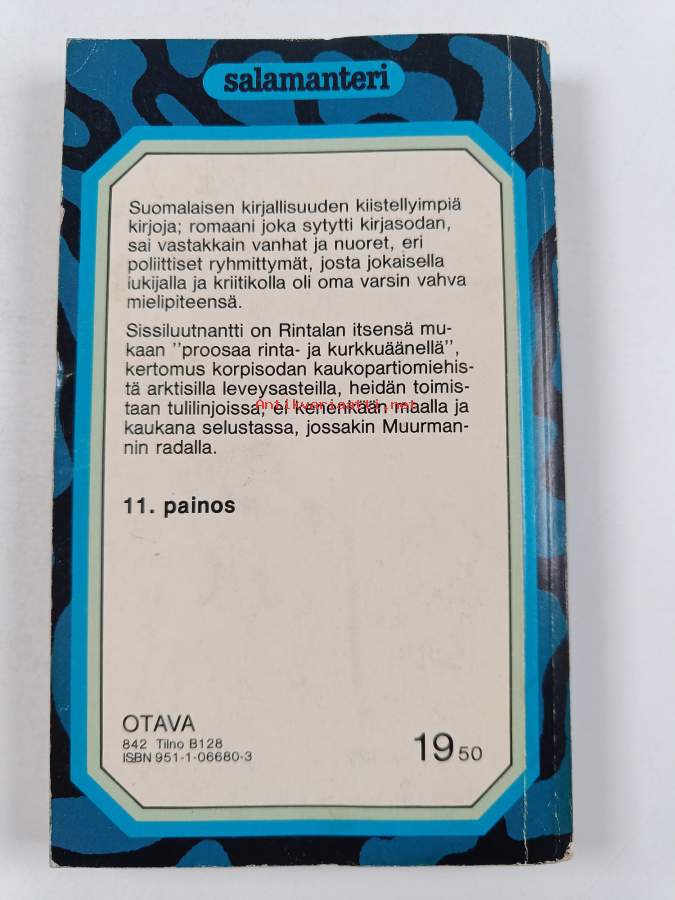 salamanteri
Suomalaisen kirjallisuuden kiistellyimpiä
kirjoja; romaani joka sytytti kirjasodan,
sai vastakkain vanhat ja nuoret, eri
poliittiset ryhmittymät, josta jokaisella
iukijalla ja kriitikolla oli oma varsin vahva
mielipiteensä.
Sissiluutnantti on Rintalan itsensä mu-
kaan ''proosaa rinta- ja kurkkuäänellä'',
kertomus korpisodan kaukopartiomiehis-
tä arktisilla leveysasteilla, heidän toimis-
taan tulilinjoissa, ei kenenkään maalla ja
Antikvariaatti.net
kaukana selustassa, jossakin Muurman-
nin radalla.
11. painos
OTAVA
842 Tilno B128
ISBN 951-1-06680-3
19 50